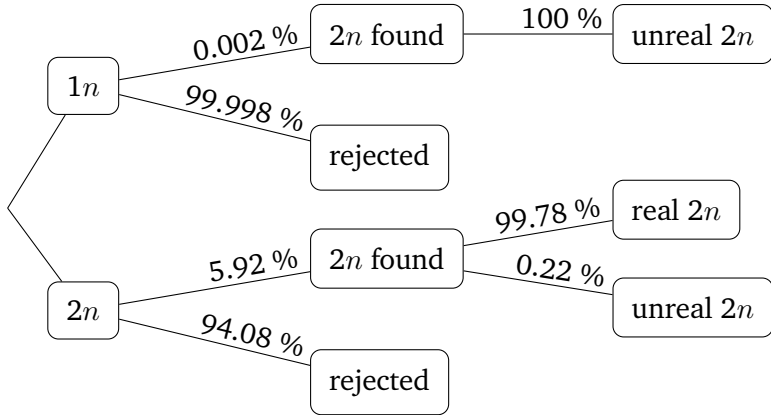 0.002 % 2n found 100 % unreal 2n
1n
99.998 %
rejected
99.78 % real 2n
5.92 % 2n found
0.22 %
2n unreal 2n
94.08 %
rejected